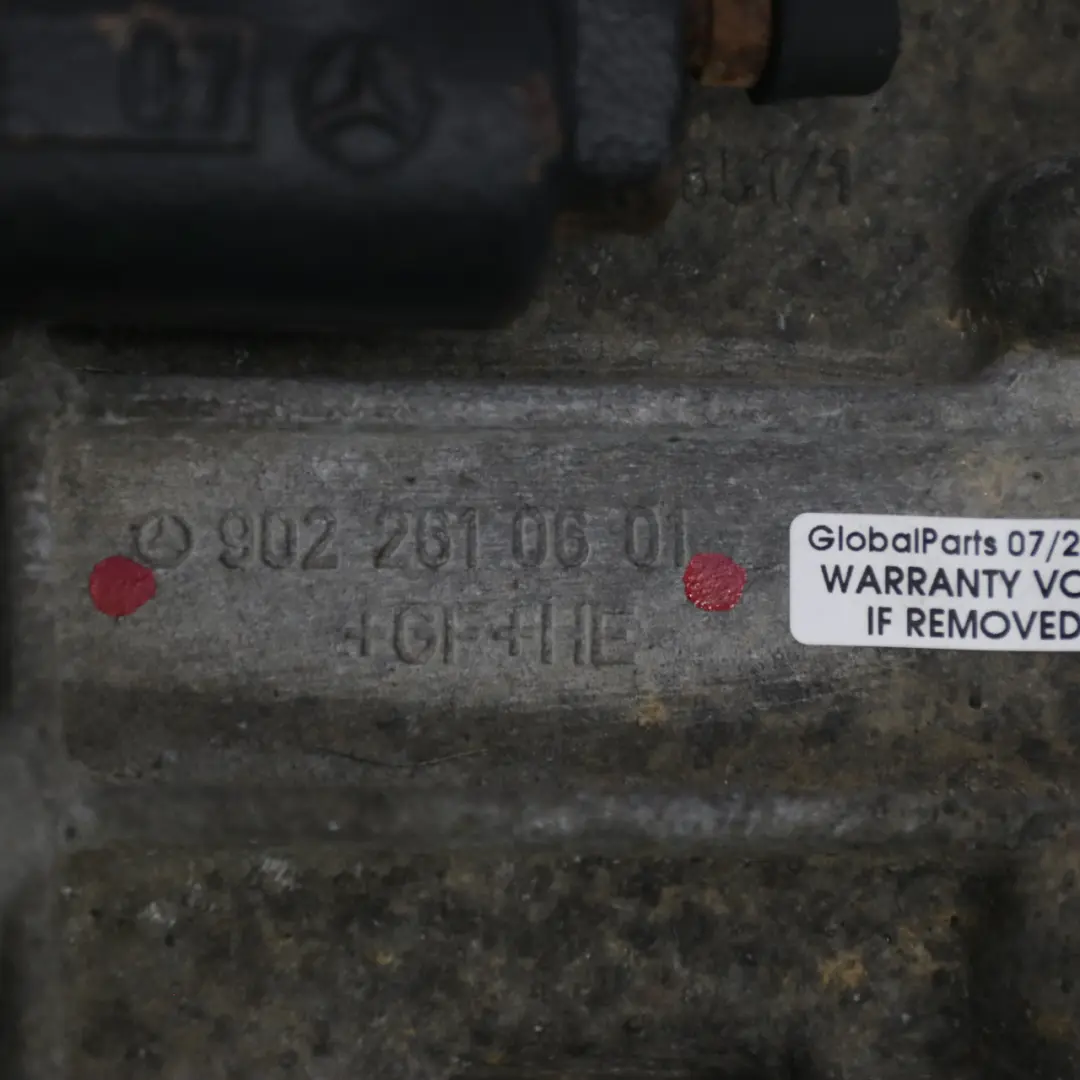 07
902 261 06 01
+GF+HE
GlobalParts 07/2
WARRANTY VO
IF REMOVED